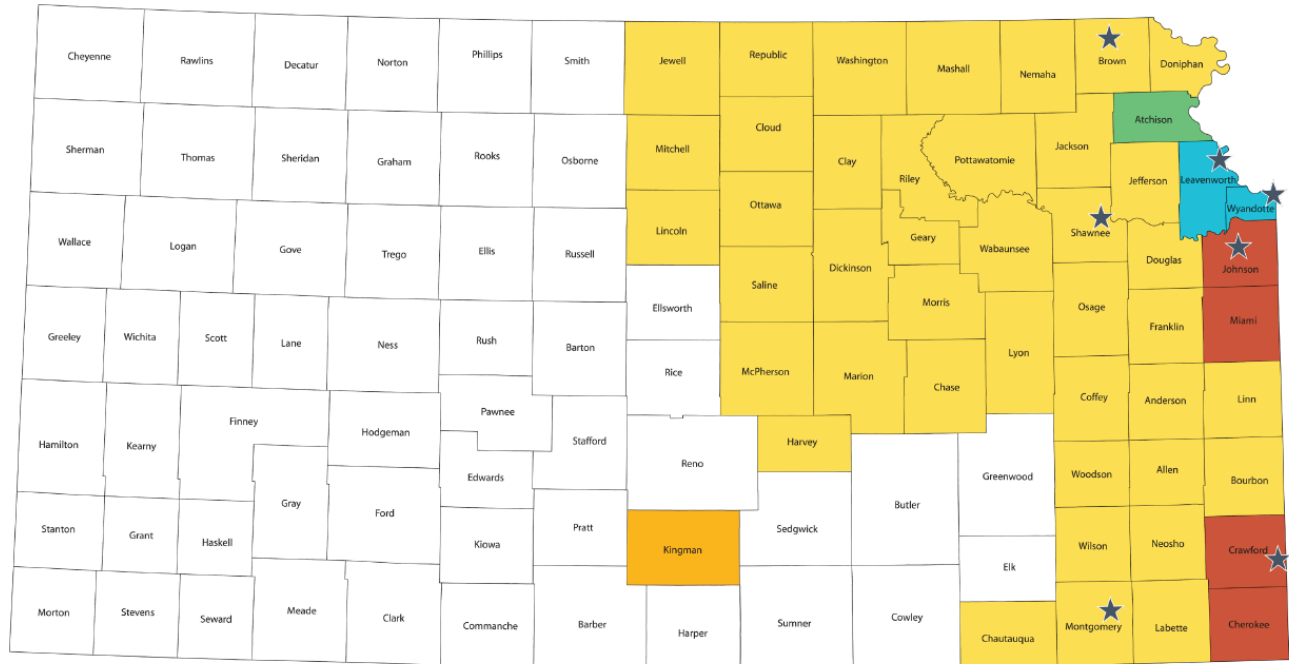 Cheyenne
Rawlins
Decatur
Norton
Phillips
Smith
Jewell
Republic
Washington
Mashall
Nemaha
Brown
Doniphan
Atchison
Sherman
Thomas
Sheridan
Graham
Rooks
Osborne
Mitchell
Cloud
Clay
Riley
Pottawatomie
Jackson
Jefferson
Leavenworth
Wyandotte
Wallace
Logan
Gove
Trego
Ellis
Russell
Lincoln
Ottawa
Saline
Dickinson
Geary
Wabaunsee
Shawnee
Douglas
Johnson
Greeley
Wichita
Scott
Lane
Ness
Rush
Barton
Ellsworth
Rice
McPherson
Marion
Morris
Chase
Lyon
Osage
Franklin
Miami
Hamilton
Kearny
Finney
Hodgeman
Pawnee
Stafford
Edwards
Reno
Harvey
Butler
Greenwood
Coffey
Anderson
Linn
Woodson
Allen
Bourbon
Stanton
Grant
Haskell
Gray
Ford
Kiowa
Pratt
Kingman
Sedgwick
Elk
Wilson
Neosho
Crawford
Morton
Stevens
Seward
Meade
Clark
Commanche
Barber
Harper
Sumner
Cowley
Chautauqua
Montgomery
Labette
Cherokee